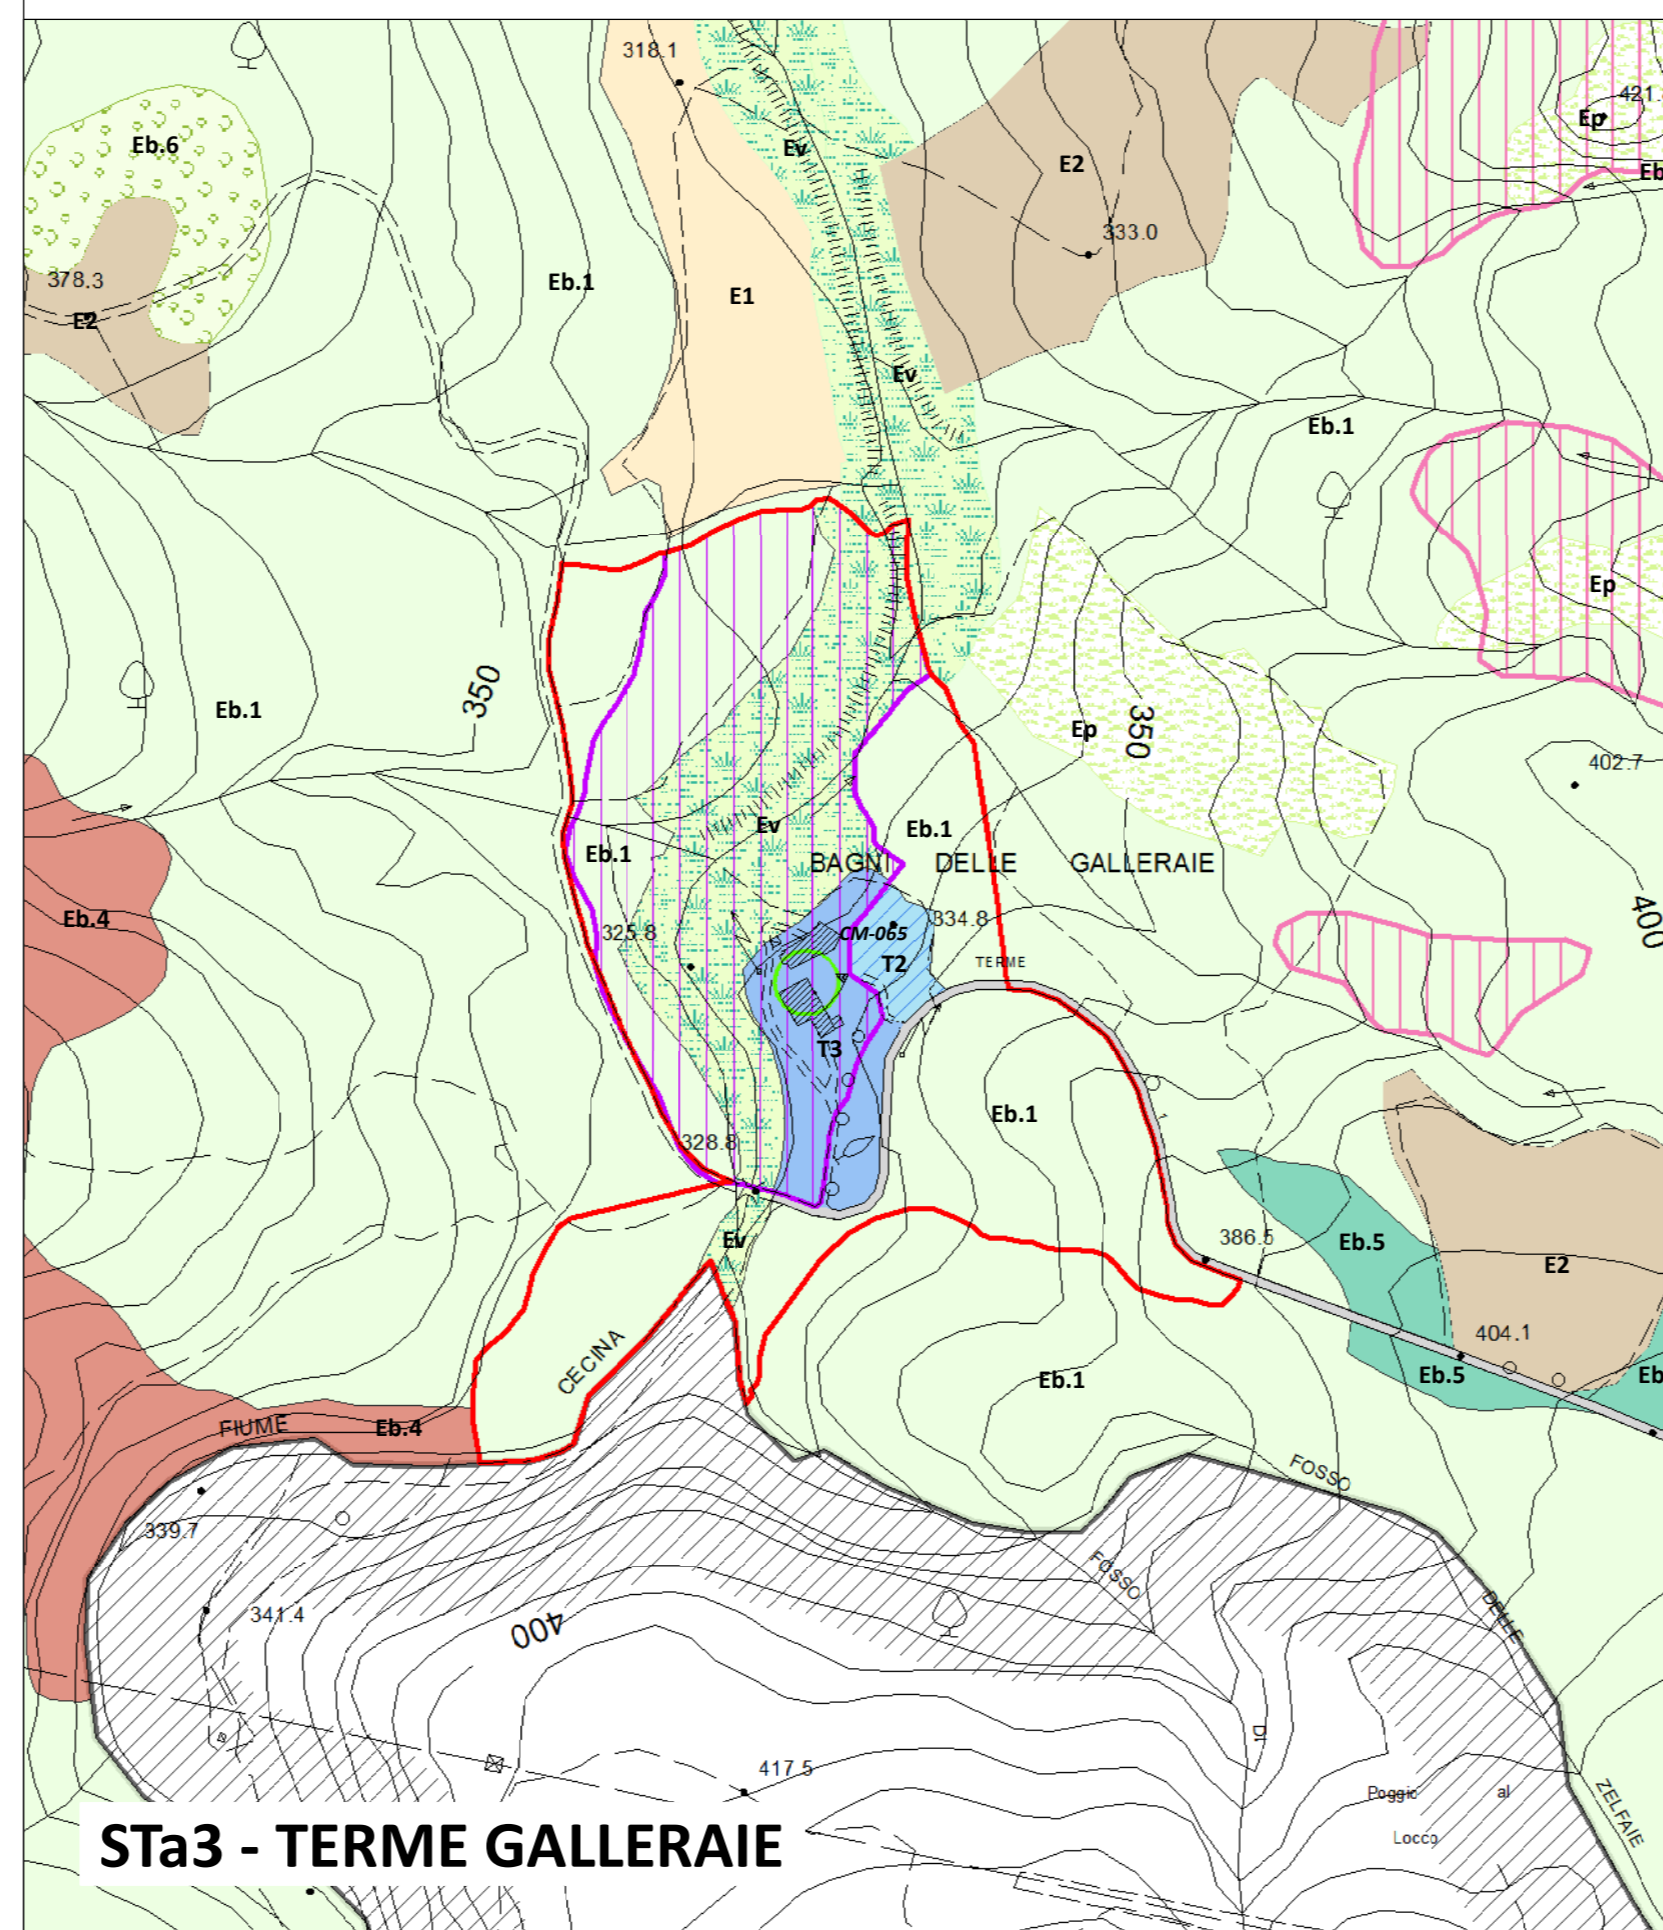 318.1
421.
Ep
Eb.6
Ev
E2
Eb
333.0
378.3
Eb.1
E1
E2
Ev
Eb.1
Ep
350
Eb.1
Ep
350
402.7
Ev
Eb.1
Eb.1
BAGNI DELLE GALLERAIE
Eb.4
325.8
CM-065
334.8
400
T2
TERME
T3
Eb.1
328.8
Ev
386.5
Eb.5
E2
404.1
CECINA
Eb.1
Eb.5
Eb
FIUME
Eb.4
FOSSO
339.7
FOSSO
341.4
400
DELLE
DI
417.5
Poggio al
Locco
ZELFAIE
STa3 - TERME GALLERAIE